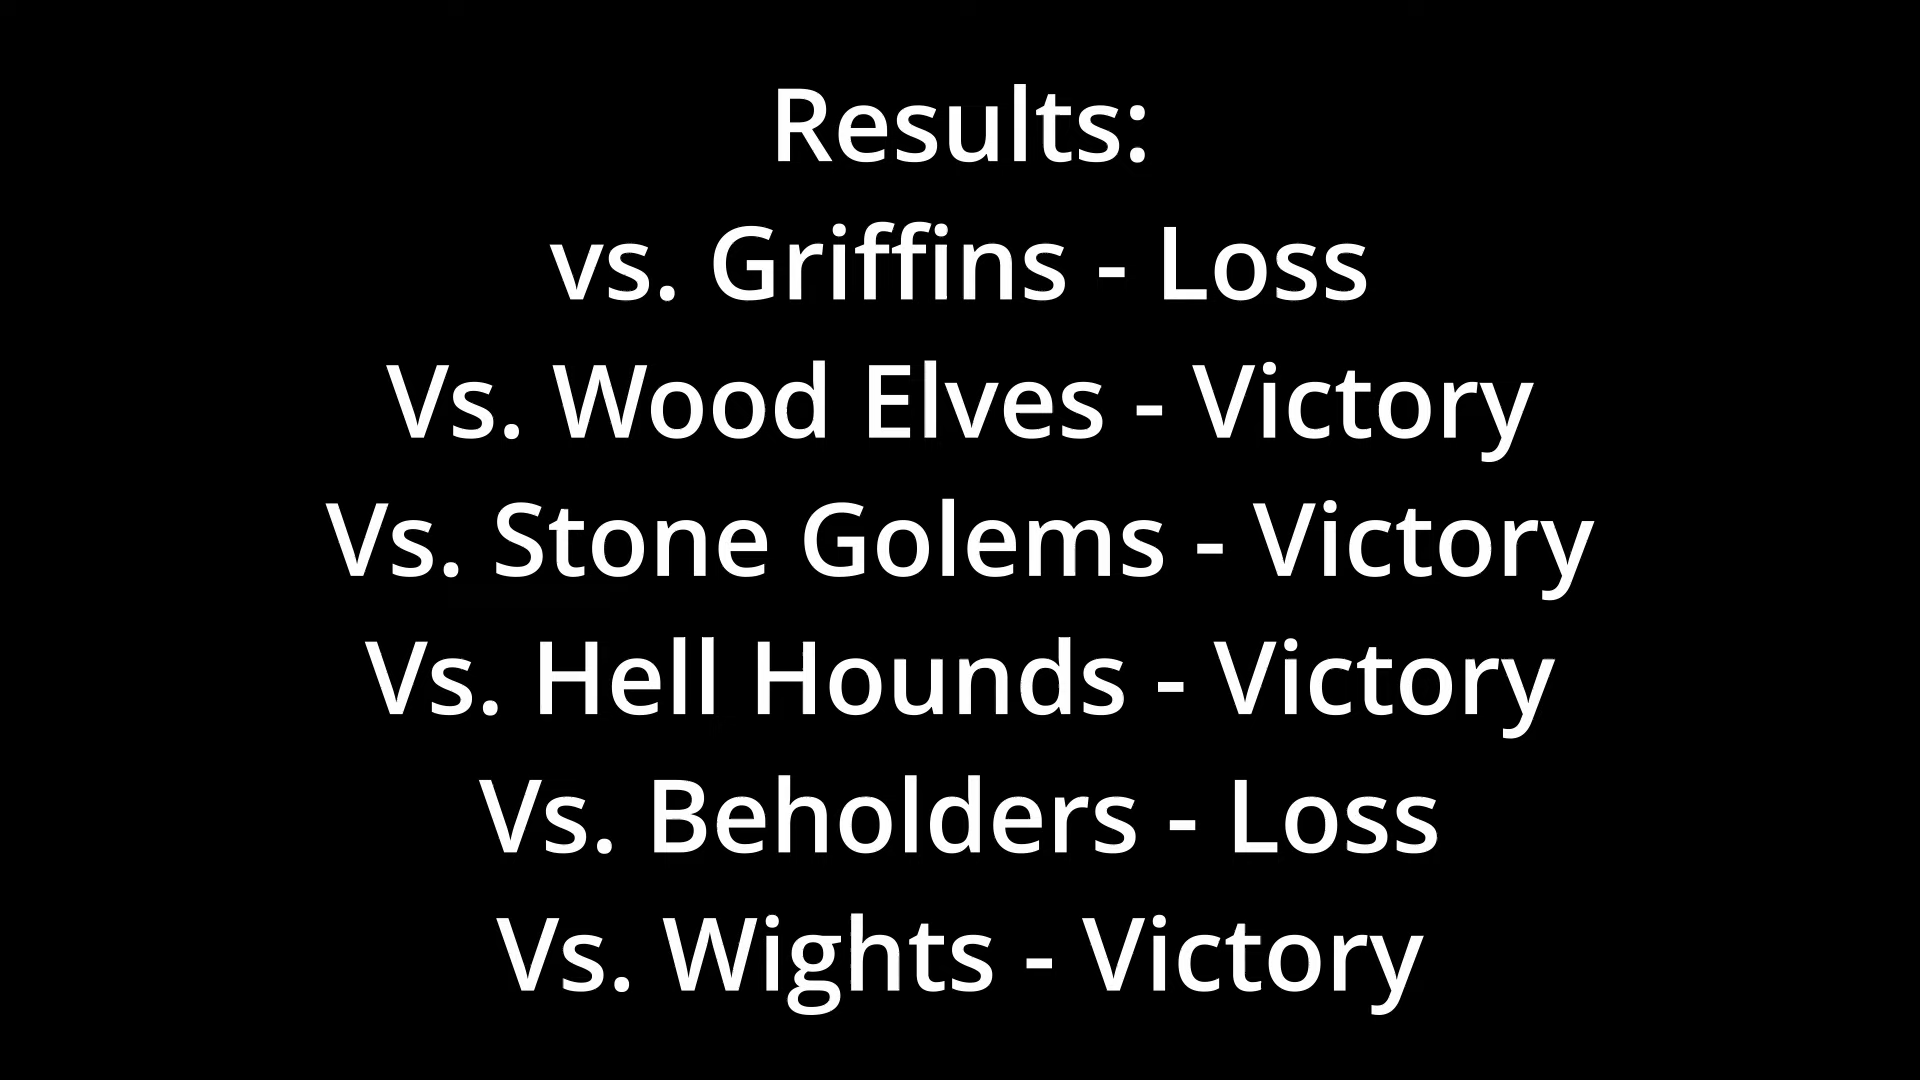 Results:
vs. Griffins - Loss
Vs. Wood Elves - Victory
Vs. Stone Golems - Victory
Vs. Hell Hounds - Victory
Vs. Beholders - Loss
Vs. Wights - Victory